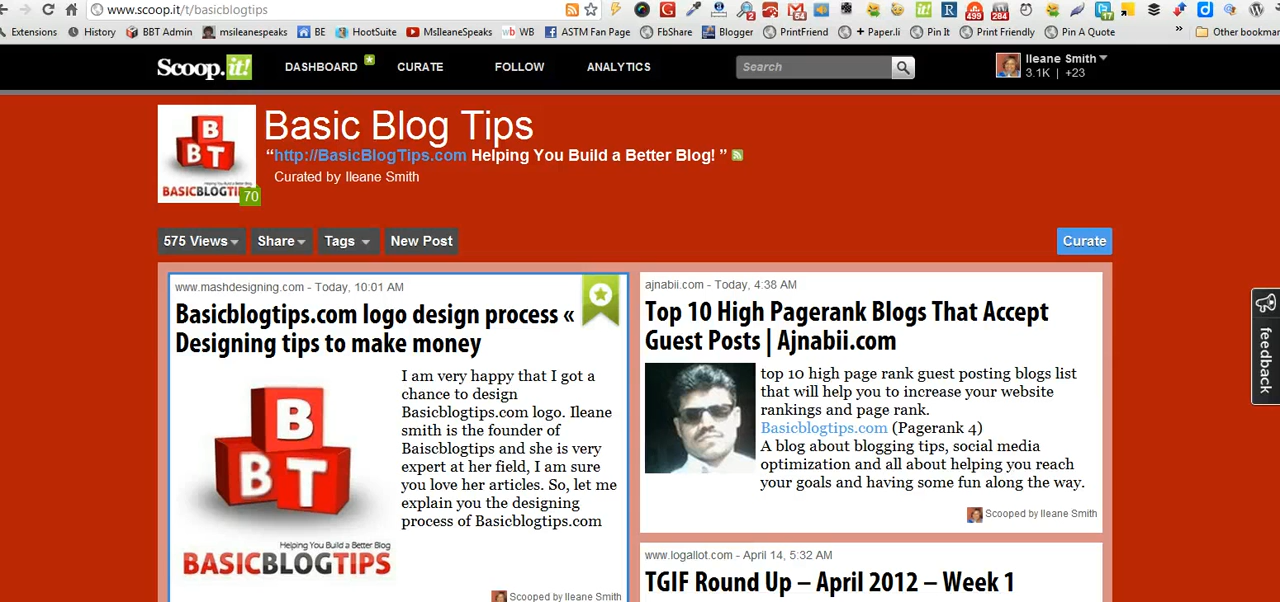 www.scoop.it/t/basicblogtips
64
499
284
17
Extensions History BBT Admin msileanespeaks BE HootSuite MsIleaneSpeaks WB ASTM Fan Page FbShare Blogger PrintFriend + Paper.li Pin It Print Friendly Pin A Quote » Other bookmar
Scoop.it! DASHBOARD CURATE FOLLOW ANALYTICS Search Ileane Smith
3.1K | +23
B
B T
BASICBLOGTI
70
Basic Blog Tips
“http://BasicBlogTips.com Helping You Build a Better Blog! ”
Curated by Ileane Smith
575 Views Share Tags New Post Curate
www.mashdesigning.com - Today, 10:01 AM
Basicblogtips.com logo design process «
Designing tips to make money
B
B T
Helping You Build a Better Blog
BASICBLOGTIPS
I am very happy that I got a
chance to design
Basicblogtips.com logo. Ileane
smith is the founder of
Baiscblogtips and she is very
expert at her field, I am sure
you love her articles. So, let me
explain you the designing
process of Basicblogtips.com
Scooped by Ileane Smith
ajnabii.com - Today, 4:38 AM
Top 10 High Pagerank Blogs That Accept
Guest Posts | Ajnabii.com
top 10 high page rank guest posting blogs list
that will help you to increase your website
rankings and page rank.
Basicblogtips.com (Pagerank 4)
A blog about blogging tips, social media
optimization and all about helping you reach
your goals and having some fun along the way.
Scooped by Ileane Smith
www.logallot.com - April 14, 5:32 AM
TGIF Round Up – April 2012 – Week 1
feedback